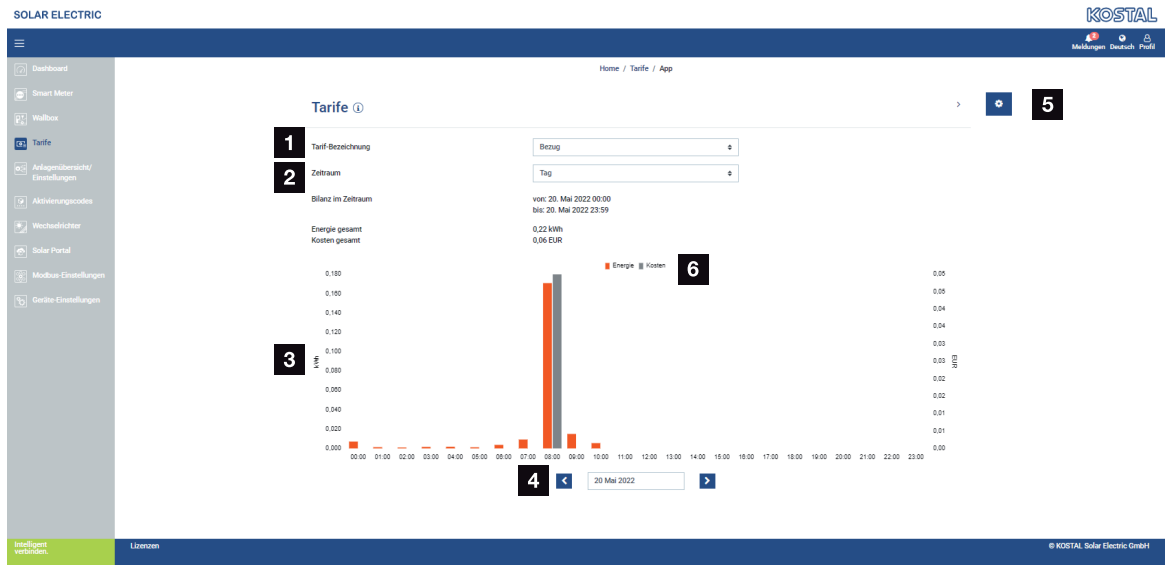 SOLAR ELECTRIC
KOSTAL
2
Meldungen Deutsch Profil
Dashboard
Smart Meter
Wallbox
Tarife
Anlagenübersicht/
Einstellungen
Aktivierungscodes
Wechselrichter
Solar Portal
Modbus-Einstellungen
Geräte-Einstellungen
Home / Tarife / App
Tarife
5
1 Tarif-Bezeichnung Bezug
2 Zeitraum Tag
Bilanz im Zeitraum von: 20. Mai 2022 00:00
bis: 20. Mai 2022 23:59
Energie gesamt 0,22 kWh
Kosten gesamt 0,06 EUR
Energie Kosten 6
3
kWh
0,180
0,160
0,140
0,120
0,100
0,080
0,060
0,040
0,020
0,000
EUR
0,05
0,05
0,04
0,04
0,03
0,03
0,02
0,02
0,01
0,01
0,00
00:00 01:00 02:00 03:00 04:00 05:00 06:00 07:00 08:00 09:00 10:00 11:00 12:00 13:00 14:00 15:00 16:00 17:00 18:00 19:00 20:00 21:00 22:00 23:00
4 20 Mai 2022
Intelligent
verbinden.
Lizenzen
© KOSTAL Solar Electric GmbH